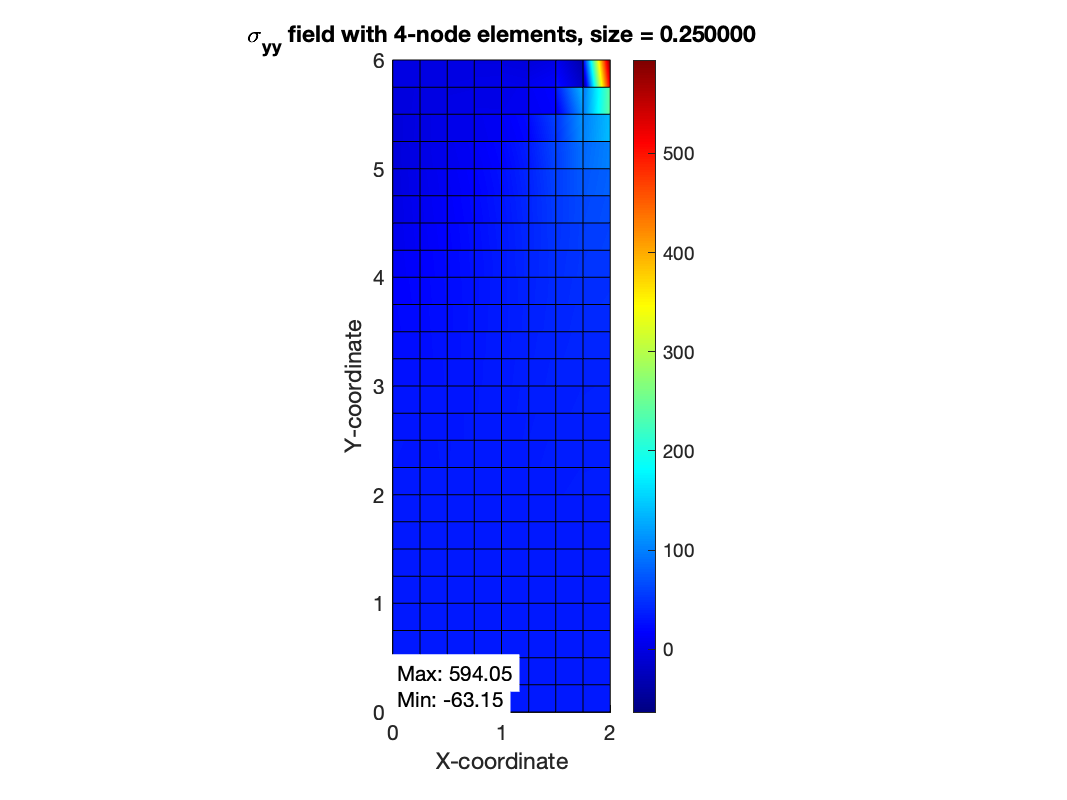 σyy field with 4-node elements, size = 0.250000
6
5
4
3
2
1
0
Y-coordinate
Max: 594.05
Min: -63.15
0 1 2
X-coordinate
500
400
300
200
100
0